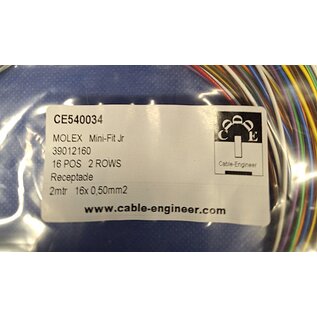 CE540034
MOLEX Mini-Fit Jr
39012160
16 POS 2 ROWS
Receptade
2mtr 16x 0,50mm2
C E
Cable-Engineer
www.cable-engineer.com